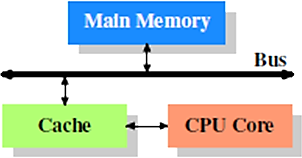 Main Memory
Bus
Cache
CPU Core